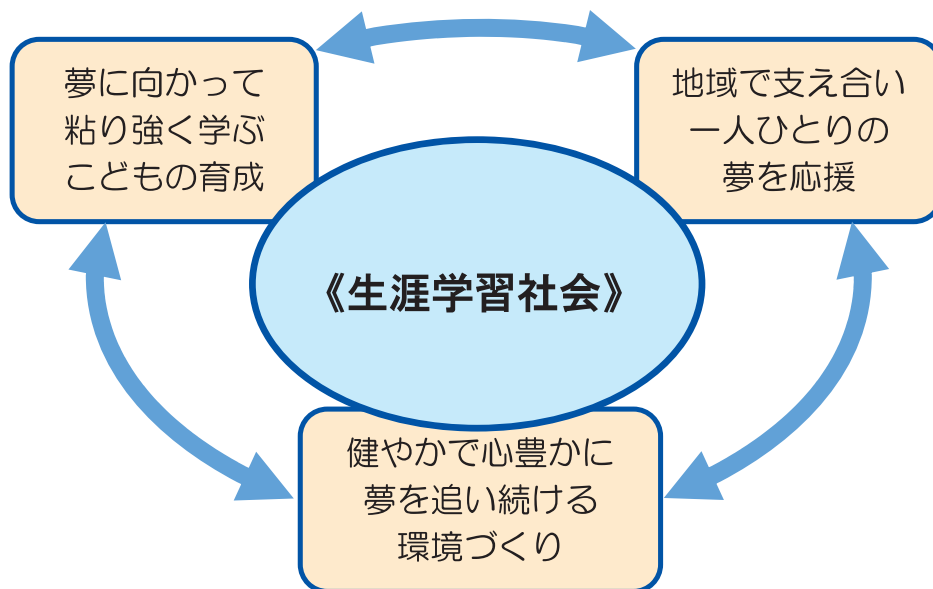 夢に向かって
粘り強く学ぶ
こどもの育成
地域で支え合い
一人ひとりの
夢を応援
《生涯学習社会》
健やかで心豊かに
夢を追い続ける
環境づくり